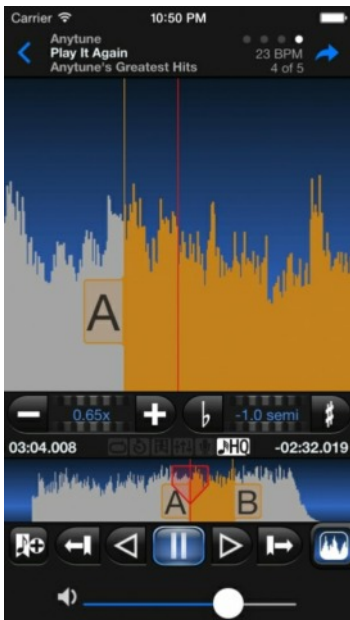 Carrier 10:50 PM
Anytune
Play It Again
Anytune's Greatest Hits
23 BPM
4 of 5
A
0.65x
-1.0 semi
03:04.008
HQ
-02:32.019
A B